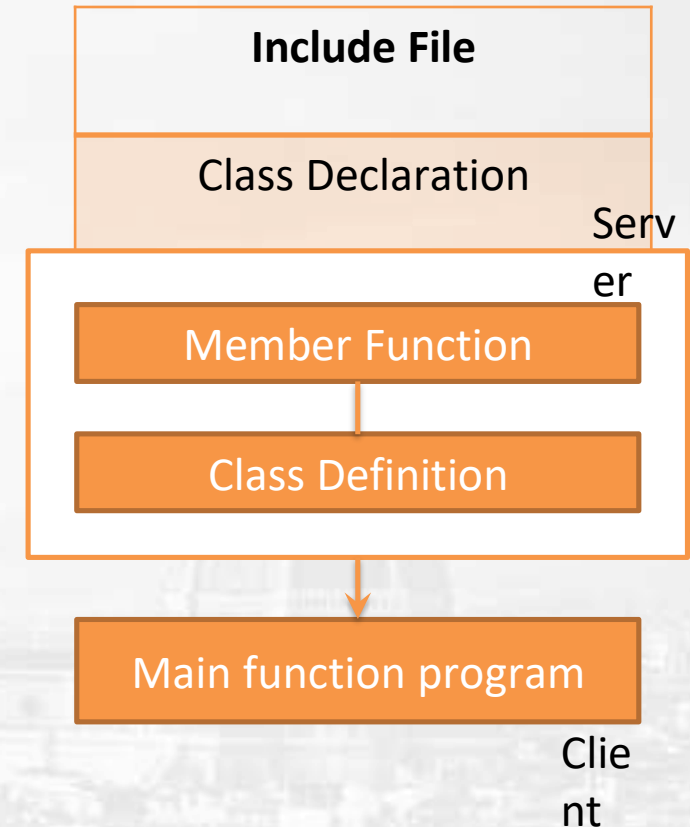 Include File
Class Declaration
Serv
er
Member Function
Class Definition
Main function program
Clie
nt